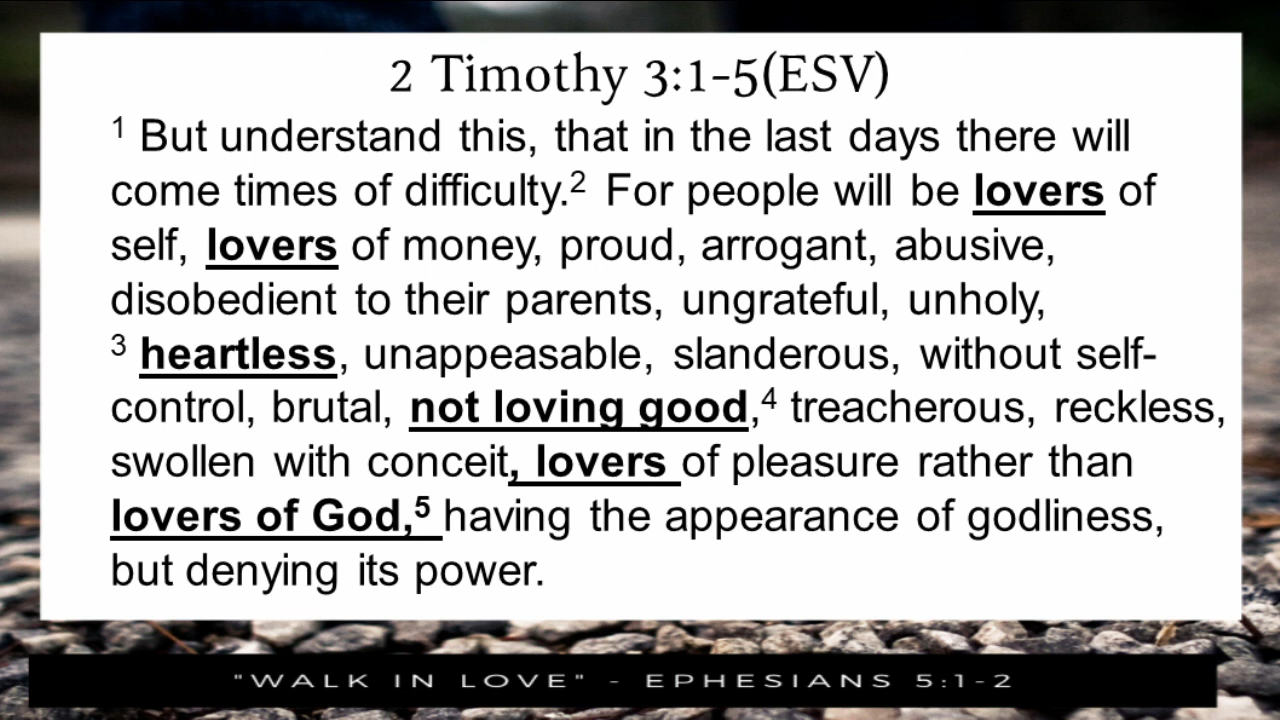 2 Timothy 3:1-5(ESV)
1 But understand this, that in the last days there will
come times of difficulty.2 For people will be lovers of
self, lovers of money, proud, arrogant, abusive,
disobedient to their parents, ungrateful, unholy,
3 heartless, unappeasable, slanderous, without self-
control, brutal, not loving good,4 treacherous, reckless,
swollen with conceit, lovers of pleasure rather than
lovers of God,5 having the appearance of godliness,
but denying its power.
"WALK IN LOVE" - EPHESIANS 5:1-2